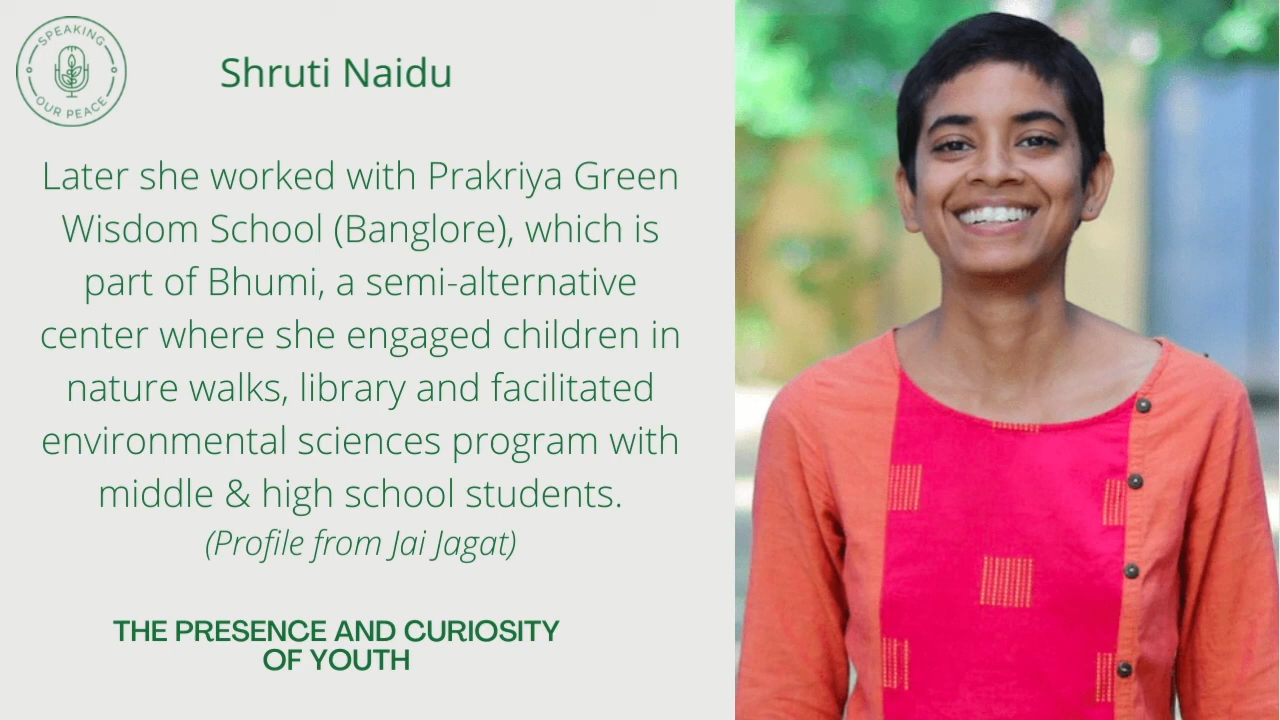 SPEAKING
OUR PEACE
Shruti Naidu
Later she worked with Prakriya Green
Wisdom School (Banglore), which is
part of Bhumi, a semi-alternative
center where she engaged children in
nature walks, library and facilitated
environmental sciences program with
middle & high school students.
(Profile from Jai Jagat)
THE PRESENCE AND CURIOSITY
OF YOUTH